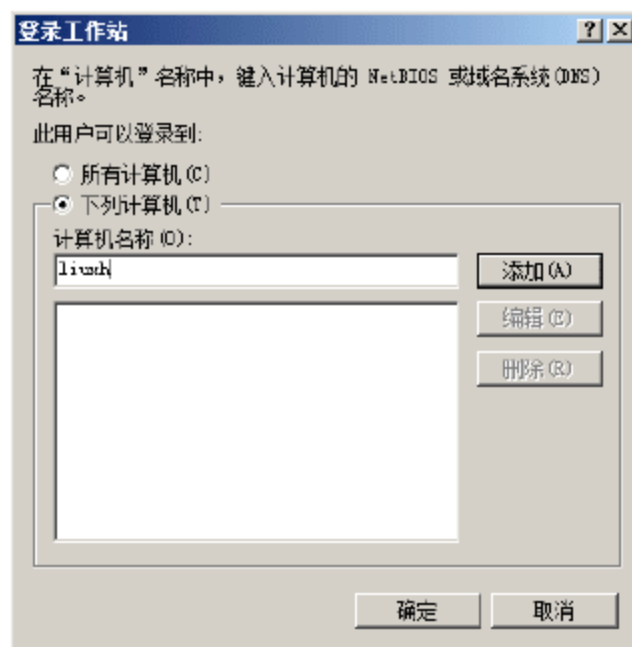 登录工作站
在“计算机”名称中，键入计算机的 NetBIOS 或域名系统(DNS)
名称。
此用户可以登录到:
所有计算机(C)
下列计算机(T)
计算机名称(O):
liuxh
添加(A)
编辑(E)
删除(R)
确定
取消